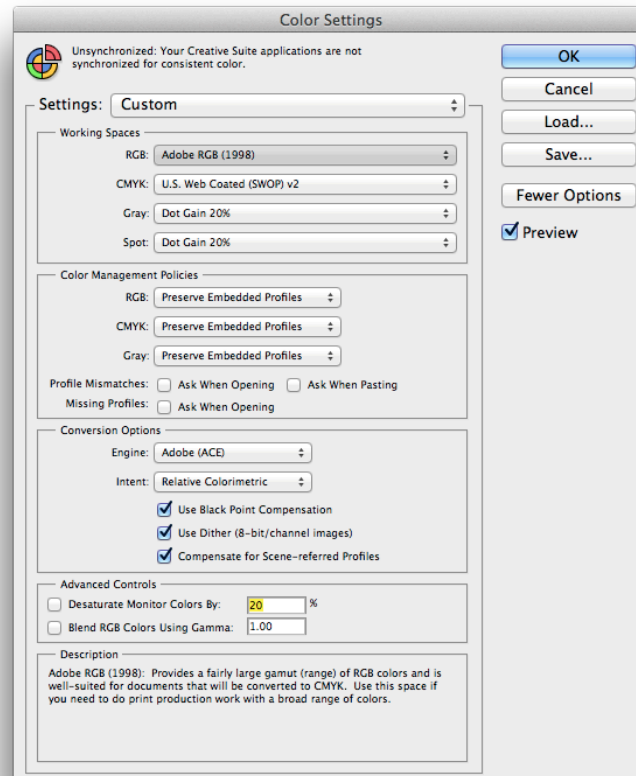 Color Settings
Unsynchronized: Your Creative Suite applications are not
synchronized for consistent color.
OK
Cancel
Load...
Save...
Fewer Options
Preview
Settings: Custom
Working Spaces
RGB: Adobe RGB (1998)
CMYK: U.S. Web Coated (SWOP) v2
Gray: Dot Gain 20%
Spot: Dot Gain 20%
Color Management Policies
RGB: Preserve Embedded Profiles
CMYK: Preserve Embedded Profiles
Gray: Preserve Embedded Profiles
Profile Mismatches: Ask When Opening Ask When Pasting
Missing Profiles: Ask When Opening
Conversion Options
Engine: Adobe (ACE)
Intent: Relative Colorimetric
Use Black Point Compensation
Use Dither (8-bit/channel images)
Compensate for Scene-referred Profiles
Advanced Controls
Desaturate Monitor Colors By: 20 %
Blend RGB Colors Using Gamma: 1.00
Description
Adobe RGB (1998): Provides a fairly large gamut (range) of RGB colors and is
well-suited for documents that will be converted to CMYK. Use this space if
you need to do print production work with a broad range of colors.